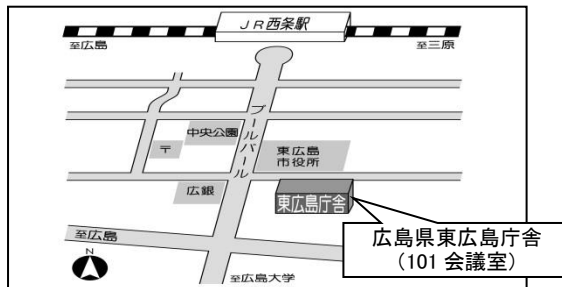 JR西条駅
至広島
至三原
ブールバール
中央公園
〒
東広島
市役所
広銀
東広島庁舎
至広島
N
至広島大学
広島県東広島庁舎
（101 会議室）